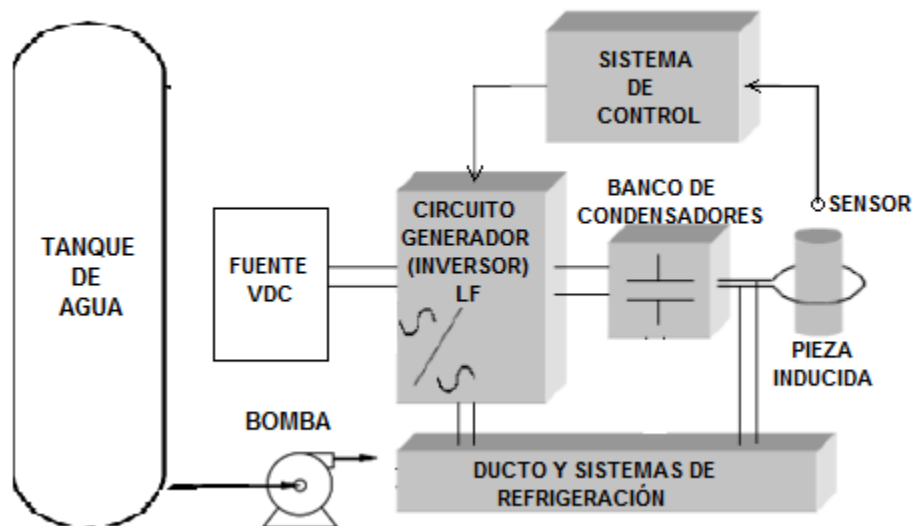 SISTEMA
DE
CONTROL
BANCO DE
CONDENSADORES
SENSOR
CIRCUITO
GENERADOR
(INVERSOR)
LF
TANQUE
DE
AGUA
FUENTE
VDC
PIEZA
INDUCIDA
BOMBA
DUCTO Y SISTEMAS DE
REFRIGERACIÓN